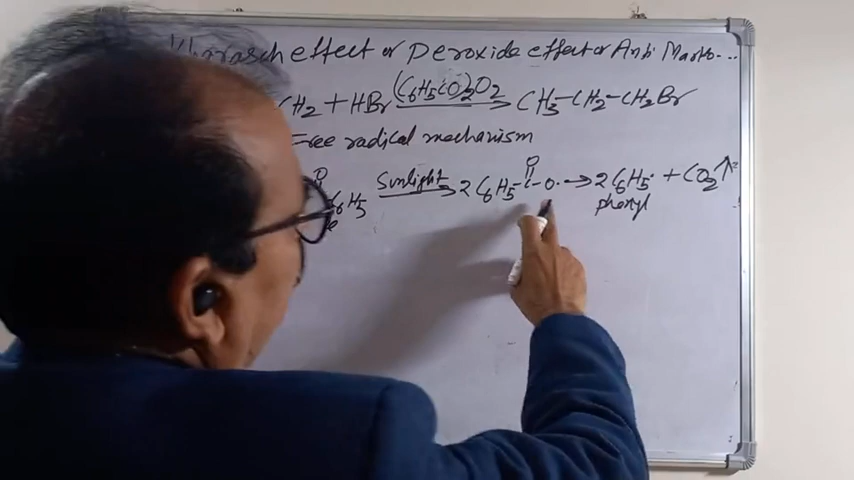 Kharasch effect or peroxide effect or Anti Marko...
CH2 + HBr (C6H5CO)2O2 → CH3-CH2-CH2Br
Free radical mechanism
O O
C6H5 Sunlight → 2 C6H5-C-O· → 2 C6H5· + CO2↑
phenyl